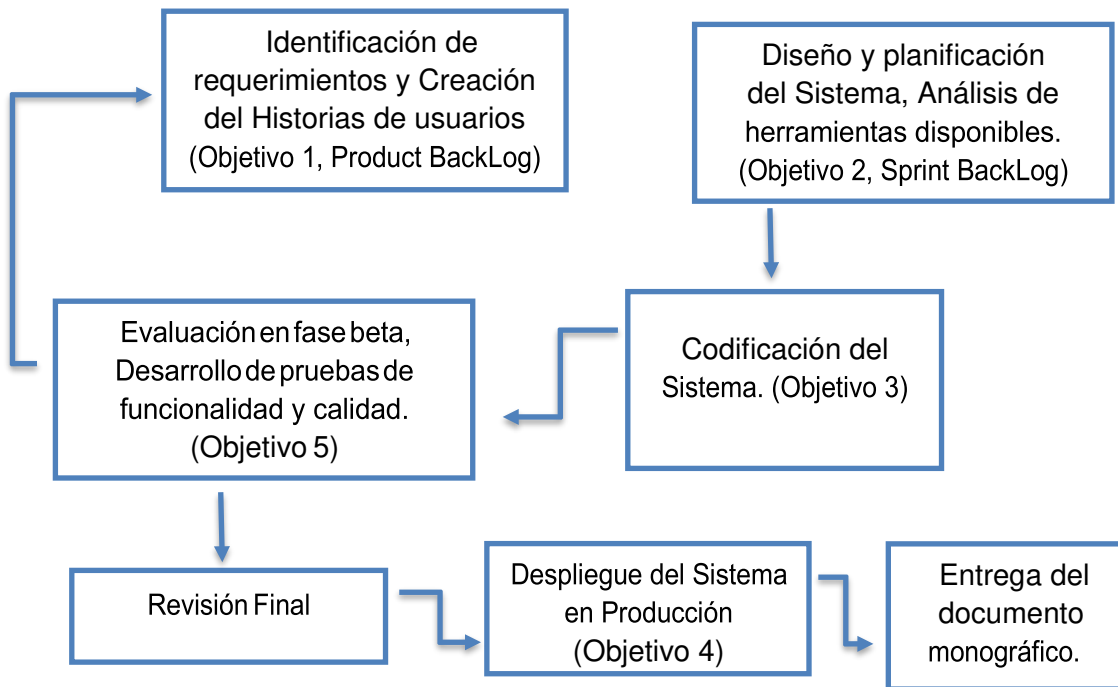 Identificación de
requerimientos y Creación
del Historias de usuarios
(Objetivo 1, Product BackLog)
Diseño y planificación
del Sistema, Análisis de
herramientas disponibles.
(Objetivo 2, Sprint BackLog)
Evaluación en fase beta,
Desarrollo de pruebas de
funcionalidad y calidad.
(Objetivo 5)
Codificación del
Sistema. (Objetivo 3)
Revisión Final
Despliegue del Sistema
en Producción
(Objetivo 4)
Entrega del
documento
monográfico.